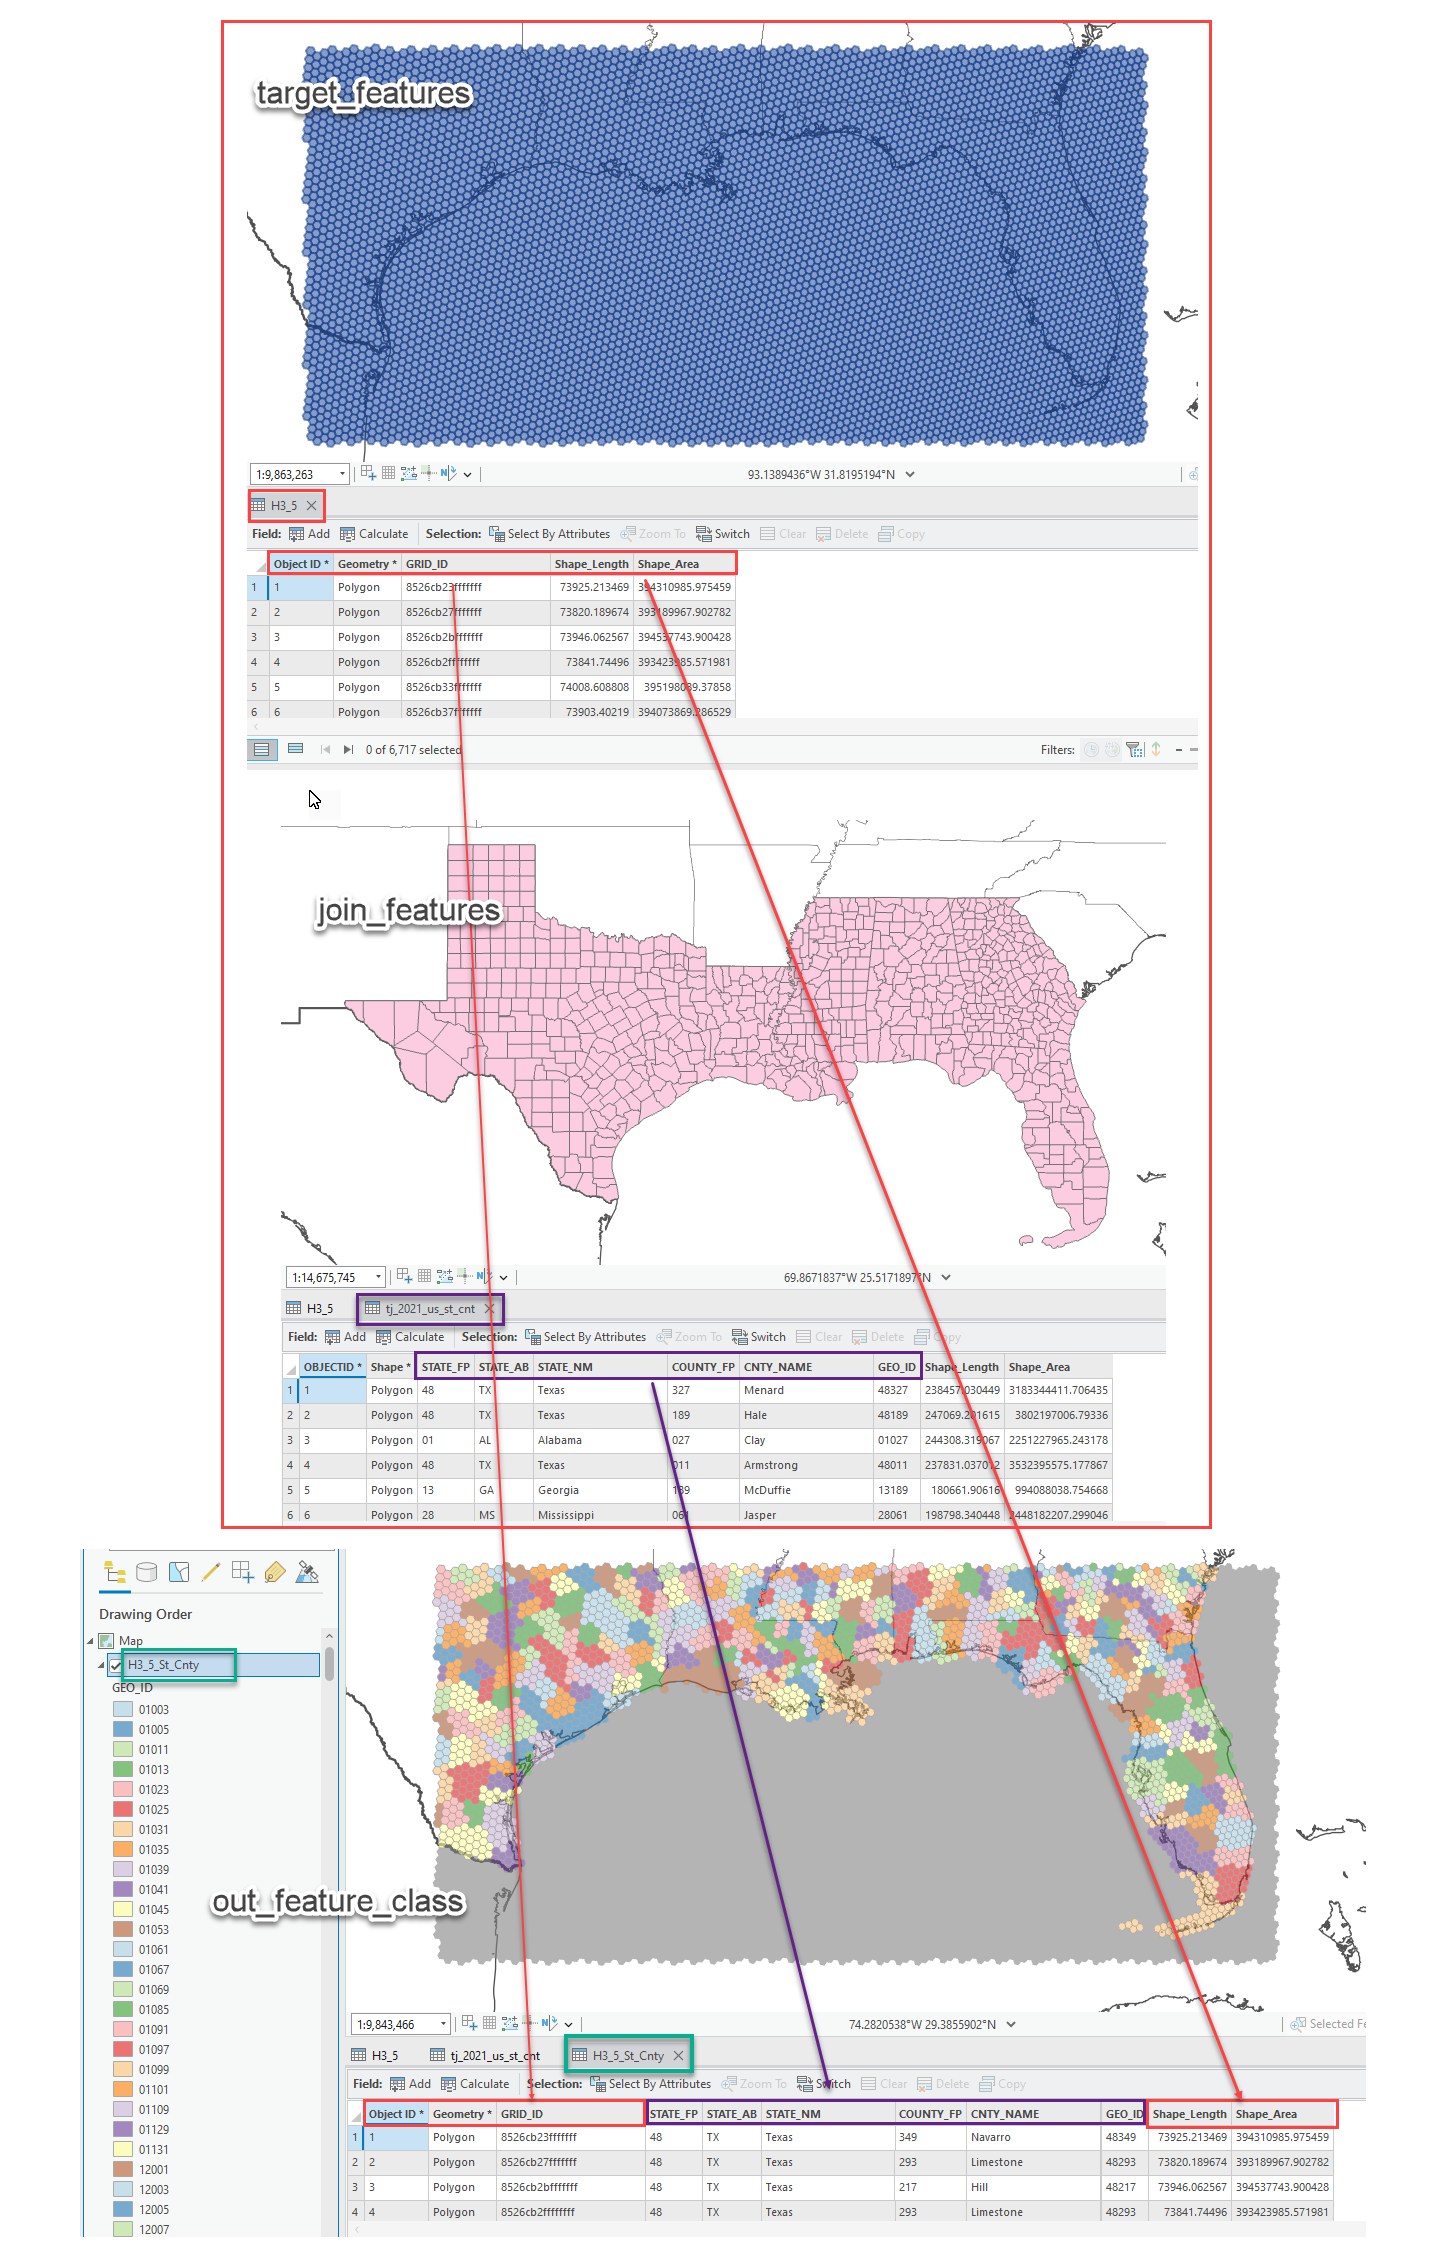 target_features
1:9,863,263
93.1389436°W 31.8195194°N
H3_5
Field: Add Calculate Selection: Select By Attributes Zoom To Switch Clear Delete Copy
Object ID * Geometry * GRID_ID Shape_Length Shape_Area
1 1 Polygon 8526cb23fffffff 73925.213469 394310985.975459
2 2 Polygon 8526cb27fffffff 73820.189674 393189967.902782
3 3 Polygon 8526cb2bfffffff 73946.062567 394537743.900428
4 4 Polygon 8526cb2ffffffff 73841.74496 393423985.571981
5 5 Polygon 8526cb33fffffff 74008.608808 395198089.37858
6 6 Polygon 8526cb37fffffff 73903.40219 394073869.286529
0 of 6,717 selected Filters:
join_features
1:14,675,745
69.8671837°W 25.5171897°N
H3_5 tj_2021_us_st_cnt
Field: Add Calculate Selection: Select By Attributes Zoom To Switch Clear Delete Copy
OBJECTID * Shape * STATE_FP STATE_AB STATE_NM COUNTY_FP CNTY_NAME GEO_ID Shape_Length Shape_Area
1 1 Polygon 48 TX Texas 327 Menard 48327 238457.030449 3183344411.706435
2 2 Polygon 48 TX Texas 189 Hale 48189 247069.201615 3802197006.79336
3 3 Polygon 01 AL Alabama 027 Clay 01027 244308.319067 2251227965.243178
4 4 Polygon 48 TX Texas 011 Armstrong 48011 237831.037012 3532395575.177867
5 5 Polygon 13 GA Georgia 189 McDuffie 13189 180661.90616 994088038.754668
6 6 Polygon 28 MS Mississippi 061 Jasper 28061 198798.340448 2448182207.299046
Drawing Order
Map
H3_5_St_Cnty
GEO_ID
01003
01005
01011
01013
01023
01025
01031
01035
01039
01041
01045
01053
01061
01067
01069
01085
01091
01097
01099
01101
01109
01129
01131
12001
12003
12005
12007
out_feature_class
1:9,843,466
74.2820538°W 29.3855902°N
Selected Fe
H3_5 tj_2021_us_st_cnt H3_5_St_Cnty
Field: Add Calculate Selection: Select By Attributes Zoom To Switch Clear Delete Copy
Object ID * Geometry * GRID_ID STATE_FP STATE_AB STATE_NM COUNTY_FP CNTY_NAME GEO_ID Shape_Length Shape_Area
1 1 Polygon 8526cb23fffffff 48 TX Texas 349 Navarro 48349 73925.213469 394310985.975459
2 2 Polygon 8526cb27fffffff 48 TX Texas 293 Limestone 48293 73820.189674 393189967.902782
3 3 Polygon 8526cb2bfffffff 48 TX Texas 217 Hill 48217 73946.062567 394537743.900428
4 4 Polygon 8526cb2ffffffff 48 TX Texas 293 Limestone 48293 73841.74496 393423985.571981